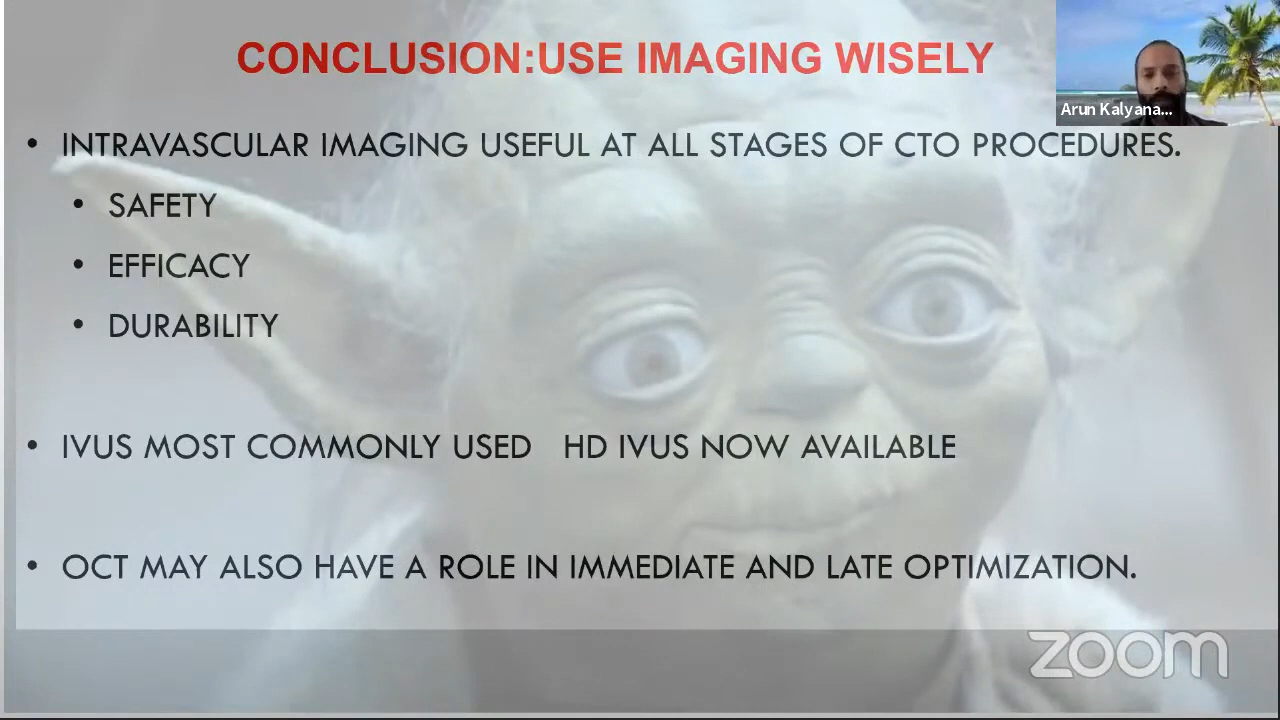 CONCLUSION:USE IMAGING WISELY
Arun Kalyana...
• INTRAVASCULAR IMAGING USEFUL AT ALL STAGES OF CTO PROCEDURES.
• SAFETY
• EFFICACY
• DURABILITY
• IVUS MOST COMMONLY USED HD IVUS NOW AVAILABLE
• OCT MAY ALSO HAVE A ROLE IN IMMEDIATE AND LATE OPTIMIZATION.
zoom